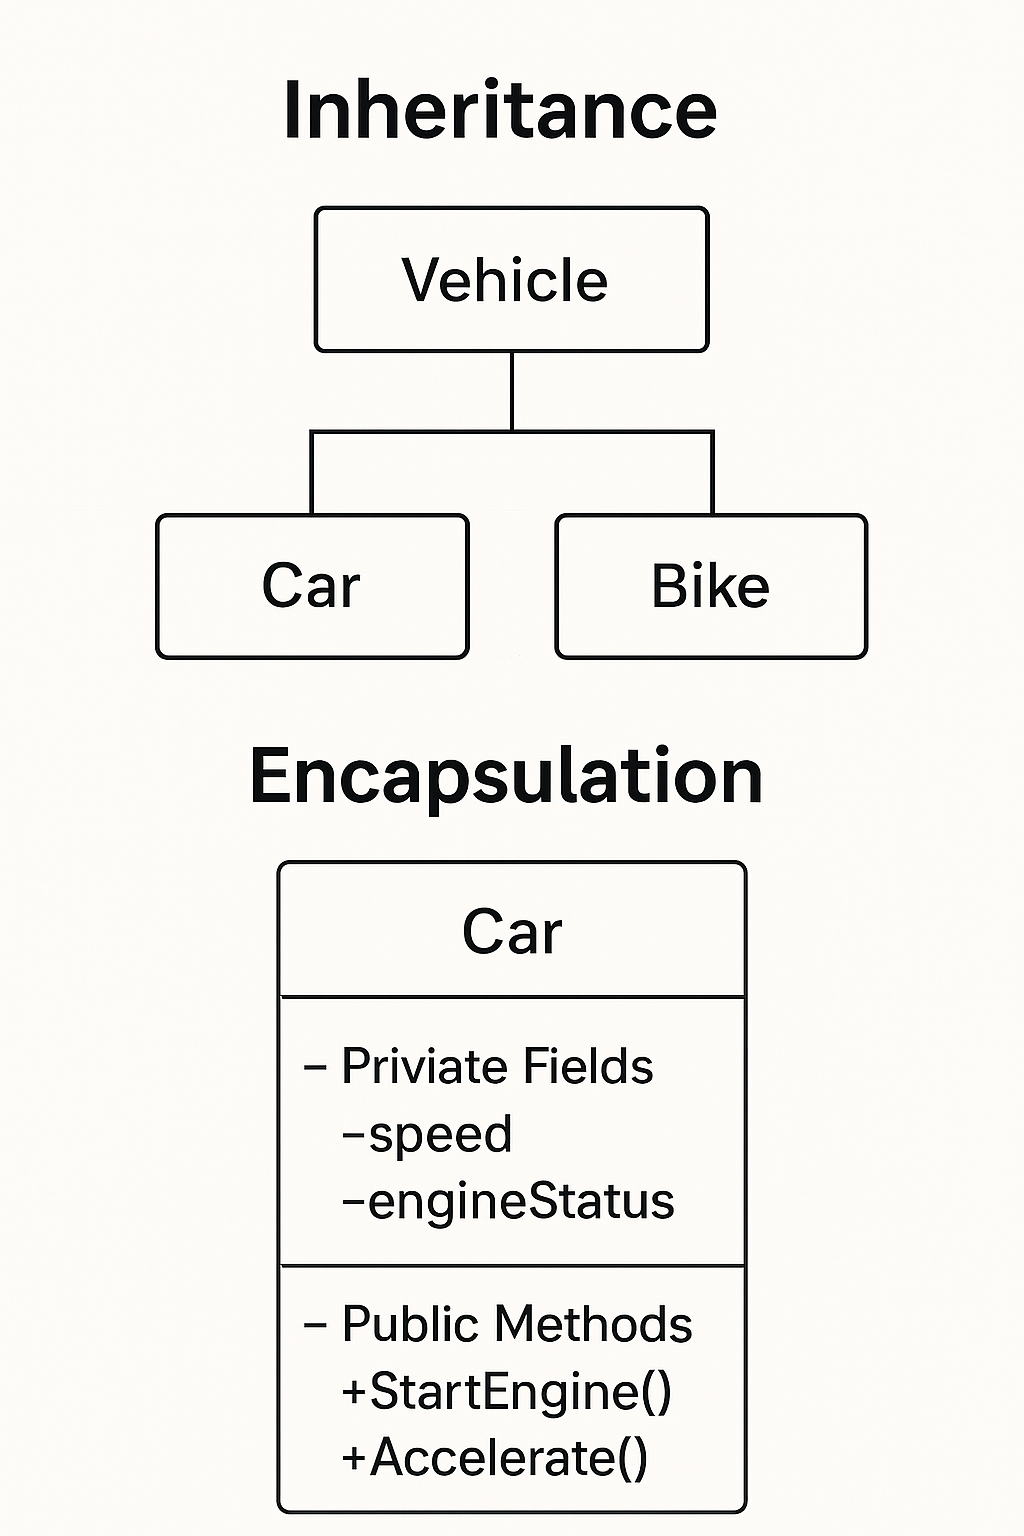 Inheritance
Vehicle
Car Bike
Encapsulation
Car
– Priviate Fields
–speed
–engineStatus
– Public Methods
+StartEngine()
+Accelerate()